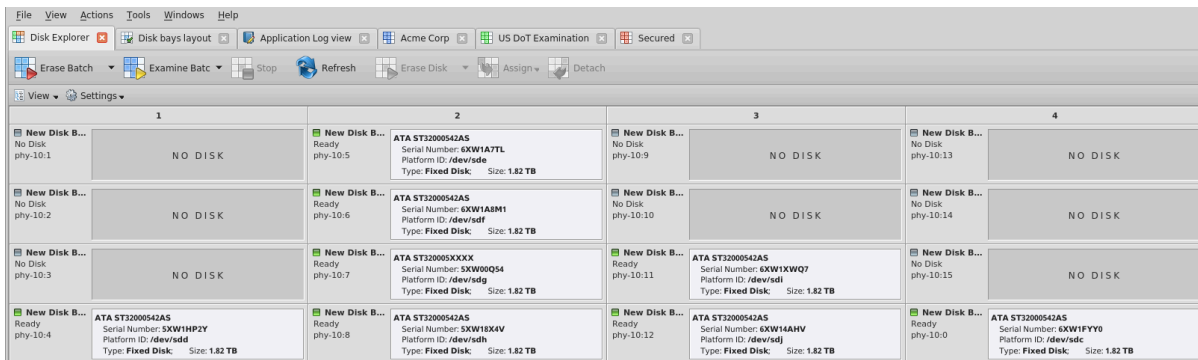 File View Actions Tools Windows Help
Disk Explorer Disk bays layout Application Log view Acme Corp US DoT Examination Secured
Erase Batch Examine Batc Stop Refresh Erase Disk Assign Detach
View Settings
1 2 3 4
New Disk B...
No Disk
phy-10:1
NO DISK
New Disk B...
Ready
phy-10:5
ATA ST32000542AS
Serial Number: 6XW1A7TL
Platform ID: /dev/sde
Type: Fixed Disk; Size: 1.82 TB
New Disk B...
No Disk
phy-10:9
NO DISK
New Disk B...
No Disk
phy-10:13
NO DISK
New Disk B...
No Disk
phy-10:2
NO DISK
New Disk B...
Ready
phy-10:6
ATA ST32000542AS
Serial Number: 6XW1A8M1
Platform ID: /dev/sdf
Type: Fixed Disk; Size: 1.82 TB
New Disk B...
No Disk
phy-10:10
NO DISK
New Disk B...
No Disk
phy-10:14
NO DISK
New Disk B...
No Disk
phy-10:3
NO DISK
New Disk B...
Ready
phy-10:7
ATA ST320005XXXX
Serial Number: 5XW00Q54
Platform ID: /dev/sdg
Type: Fixed Disk; Size: 1.82 TB
New Disk B...
Ready
phy-10:11
ATA ST32000542AS
Serial Number: 6XW1XWQ7
Platform ID: /dev/sdi
Type: Fixed Disk; Size: 1.82 TB
New Disk B...
No Disk
phy-10:15
NO DISK
New Disk B...
Ready
phy-10:4
ATA ST32000542AS
Serial Number: 5XW1HP2Y
Platform ID: /dev/sdd
Type: Fixed Disk; Size: 1.82 TB
New Disk B...
Ready
phy-10:8
ATA ST32000542AS
Serial Number: 5XW18X4V
Platform ID: /dev/sdh
Type: Fixed Disk; Size: 1.82 TB
New Disk B...
Ready
phy-10:12
ATA ST32000542AS
Serial Number: 6XW14AHV
Platform ID: /dev/sdj
Type: Fixed Disk; Size: 1.82 TB
New Disk B...
Ready
phy-10:0
ATA ST32000542AS
Serial Number: 6XW1FYY0
Platform ID: /dev/sdc
Type: Fixed Disk; Size: 1.82 TB